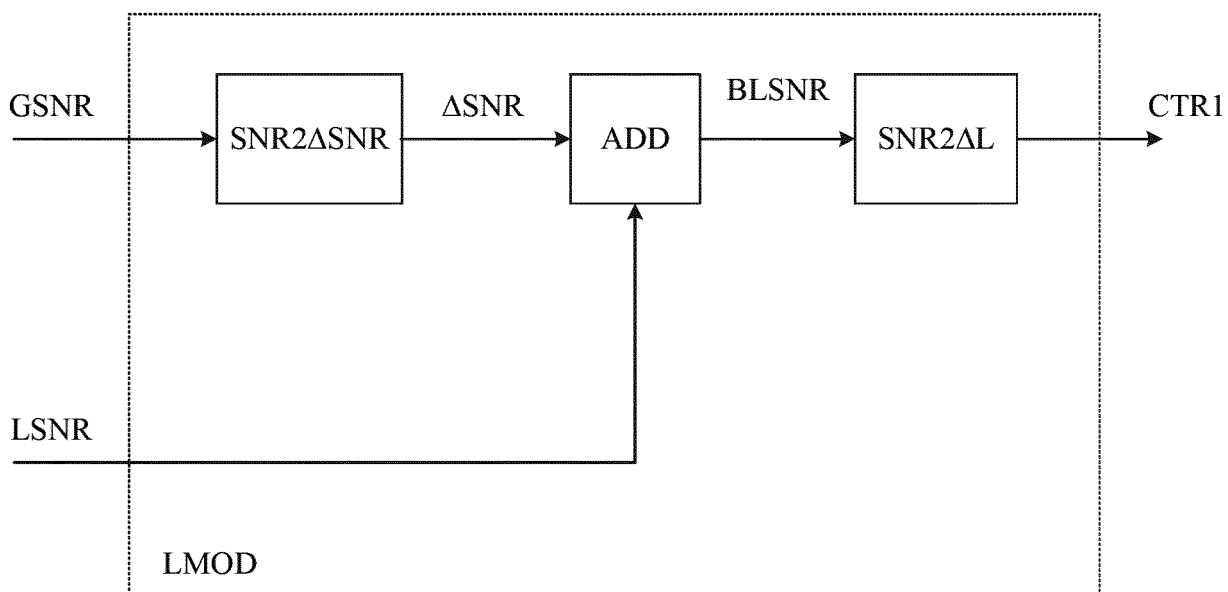 GSNR
SNR2ΔSNR
ΔSNR
ADD
BLSNR
SNR2ΔL
CTR1
LSNR
LMOD